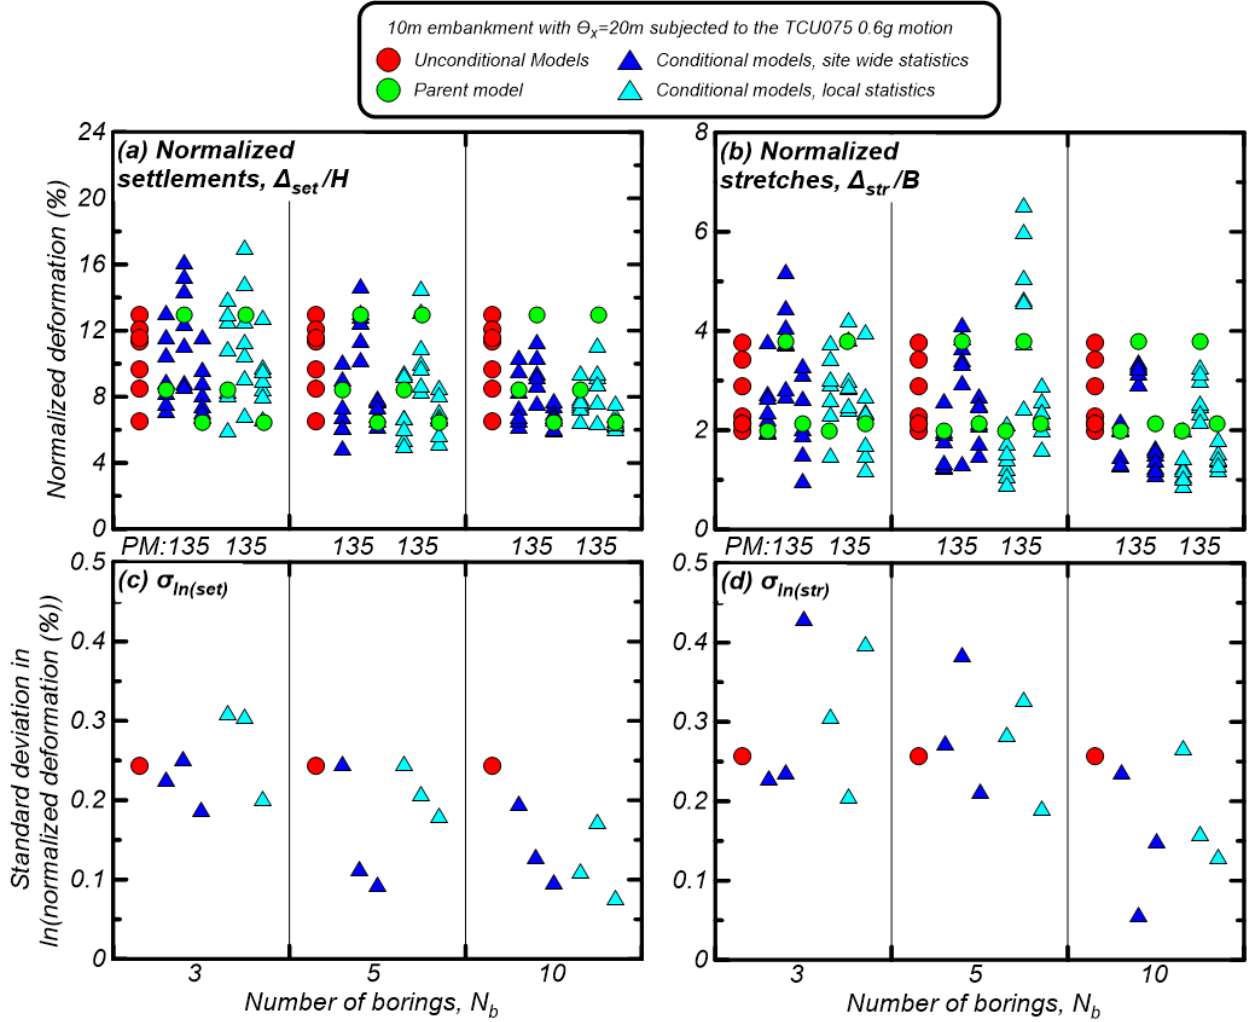 10m embankment with Θx=20m subjected to the TCU075 0.6g motion
Unconditional Models
Conditional models, site wide statistics
Parent model
Conditional models, local statistics
(a) Normalized
settlements, Δset/H
24
20
16
12
8
4
0
Normalized deformation (%)
(b) Normalized
stretches, Δstr/B
8
6
4
2
0
PM:135 135
135 135
135 135
PM:135 135
135 135
135 135
(c) σln(set)
0.5
0.4
0.3
0.2
0.1
0
Standard deviation in
ln(normalized deformation (%))
3 5 10
Number of borings, Nb
(d) σln(str)
0.5
0.4
0.3
0.2
0.1
0
3 5 10
Number of borings, Nb